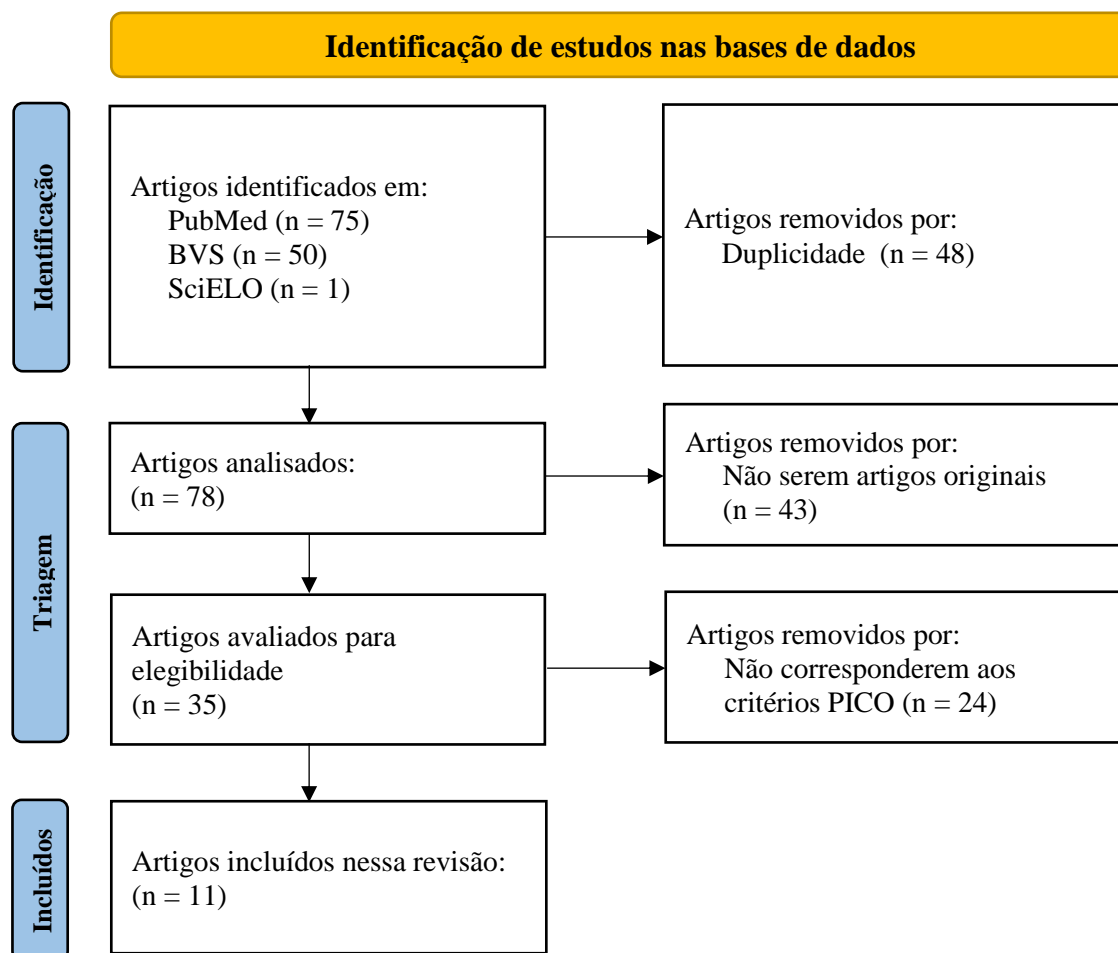 Identificação de estudos nas bases de dados
Identificação
Artigos identificados em:
PubMed (n = 75)
BVS (n = 50)
SciELO (n = 1)
Artigos removidos por:
Duplicidade  (n = 48)
Triagem
Artigos analisados:
(n = 78)
Artigos removidos por:
Não serem artigos originais
(n = 43)
Artigos avaliados para
elegibilidade
(n = 35)
Artigos removidos por:
Não corresponderem aos
critérios PICO (n = 24)
Incluídos
Artigos incluídos nessa revisão:
(n = 11)